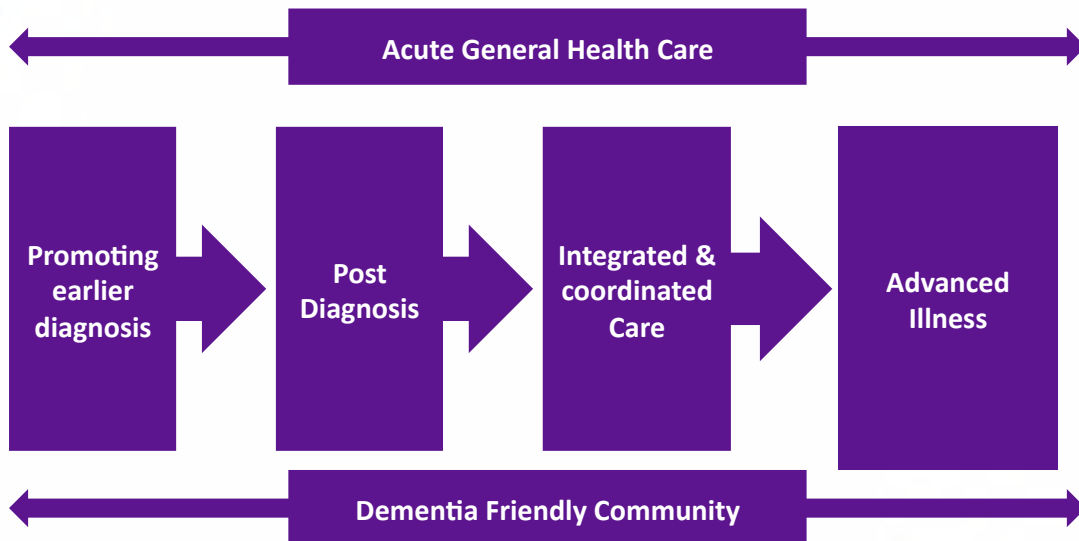 Acute General Health Care
Promoting
earlier
diagnosis
Post
Diagnosis
Integrated &
coordinated
Care
Advanced
Illness
Dementia Friendly Community